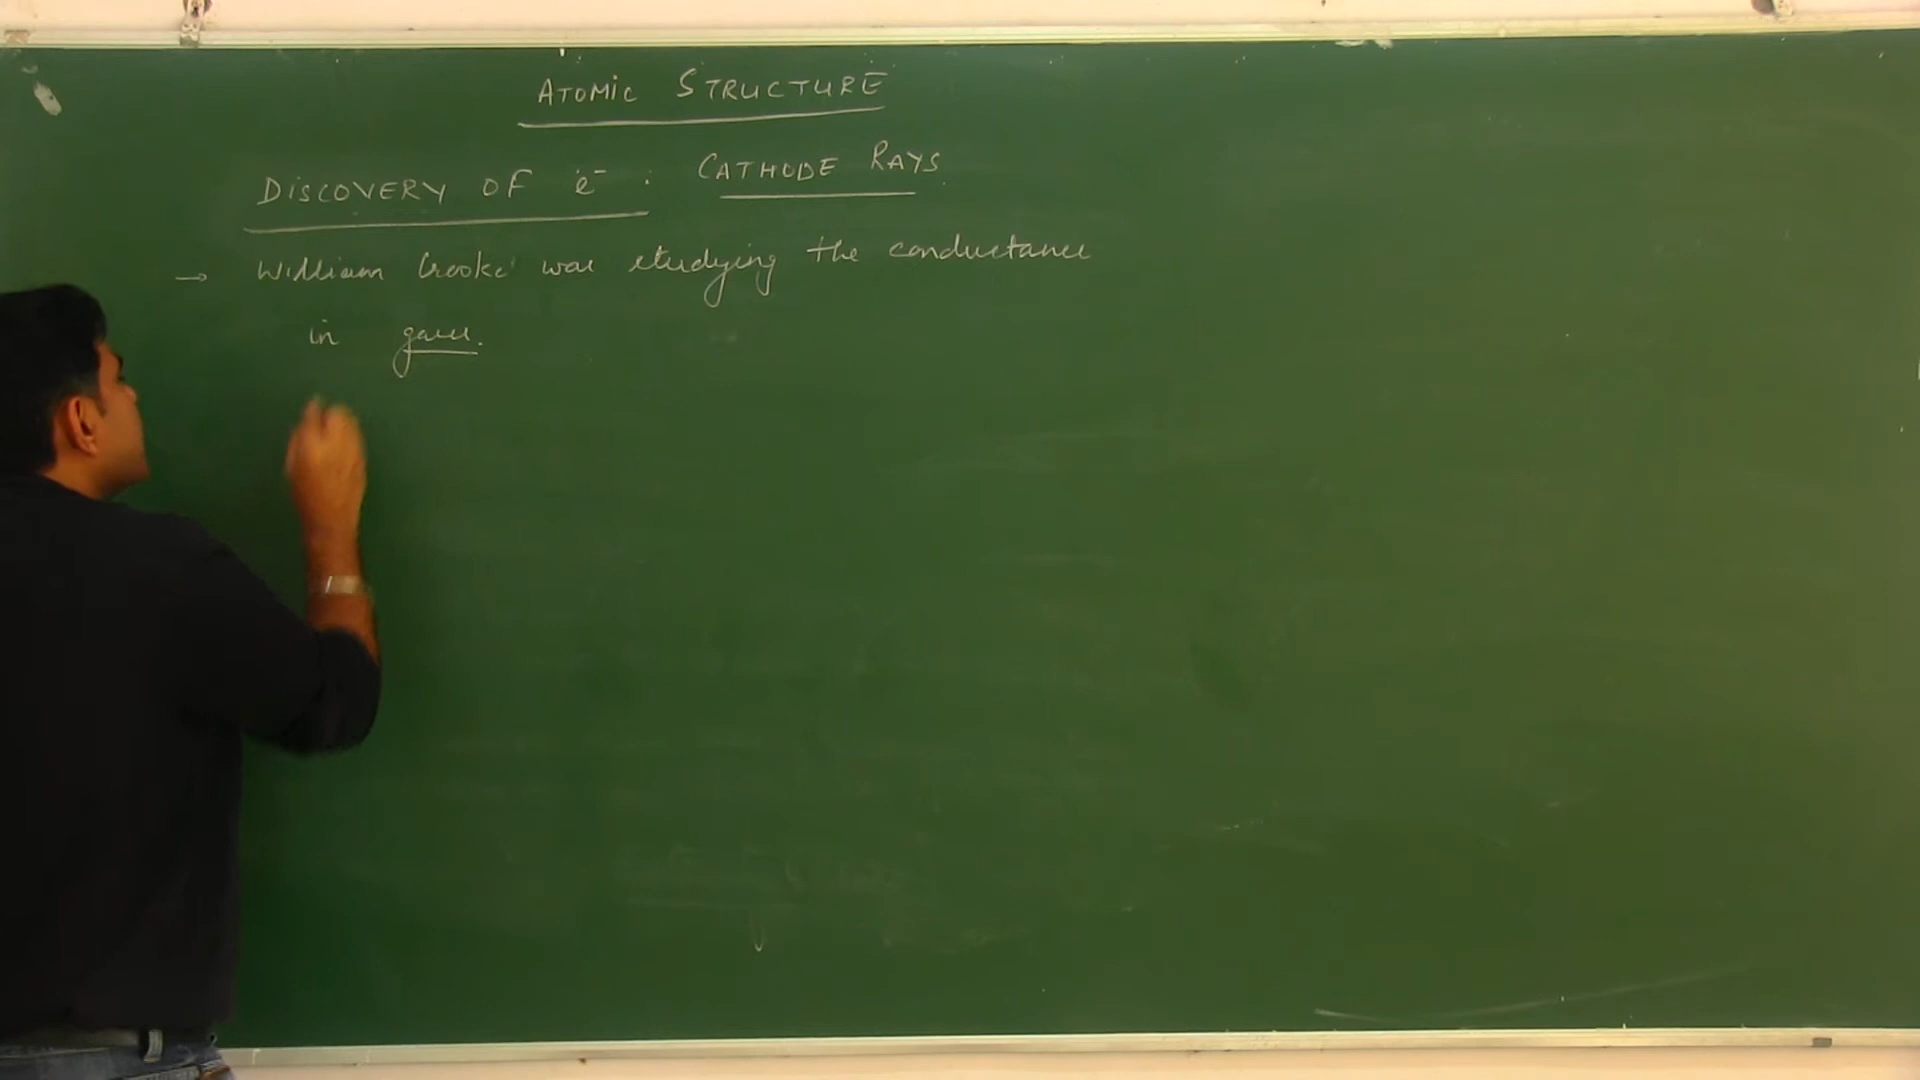 ATOMIC STRUCTURE
DISCOVERY OF e⁻ : CATHODE RAYS
→ William Crooke' was studying the conductance
in gases.